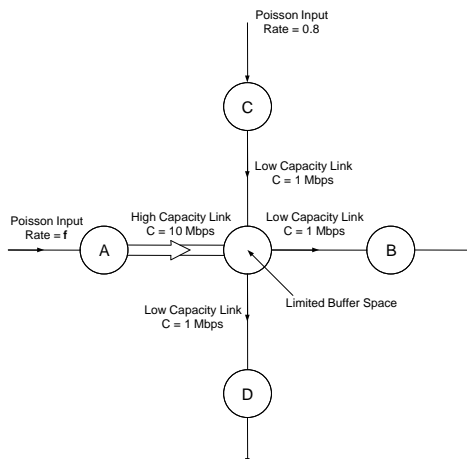 Poisson Input
Rate = 0.8
C
Low Capacity Link
C = 1 Mbps
Poisson Input
Rate = f
High Capacity Link
C = 10 Mbps
Low Capacity Link
C = 1 Mbps
A
B
Limited Buffer Space
Low Capacity Link
C = 1 Mbps
D